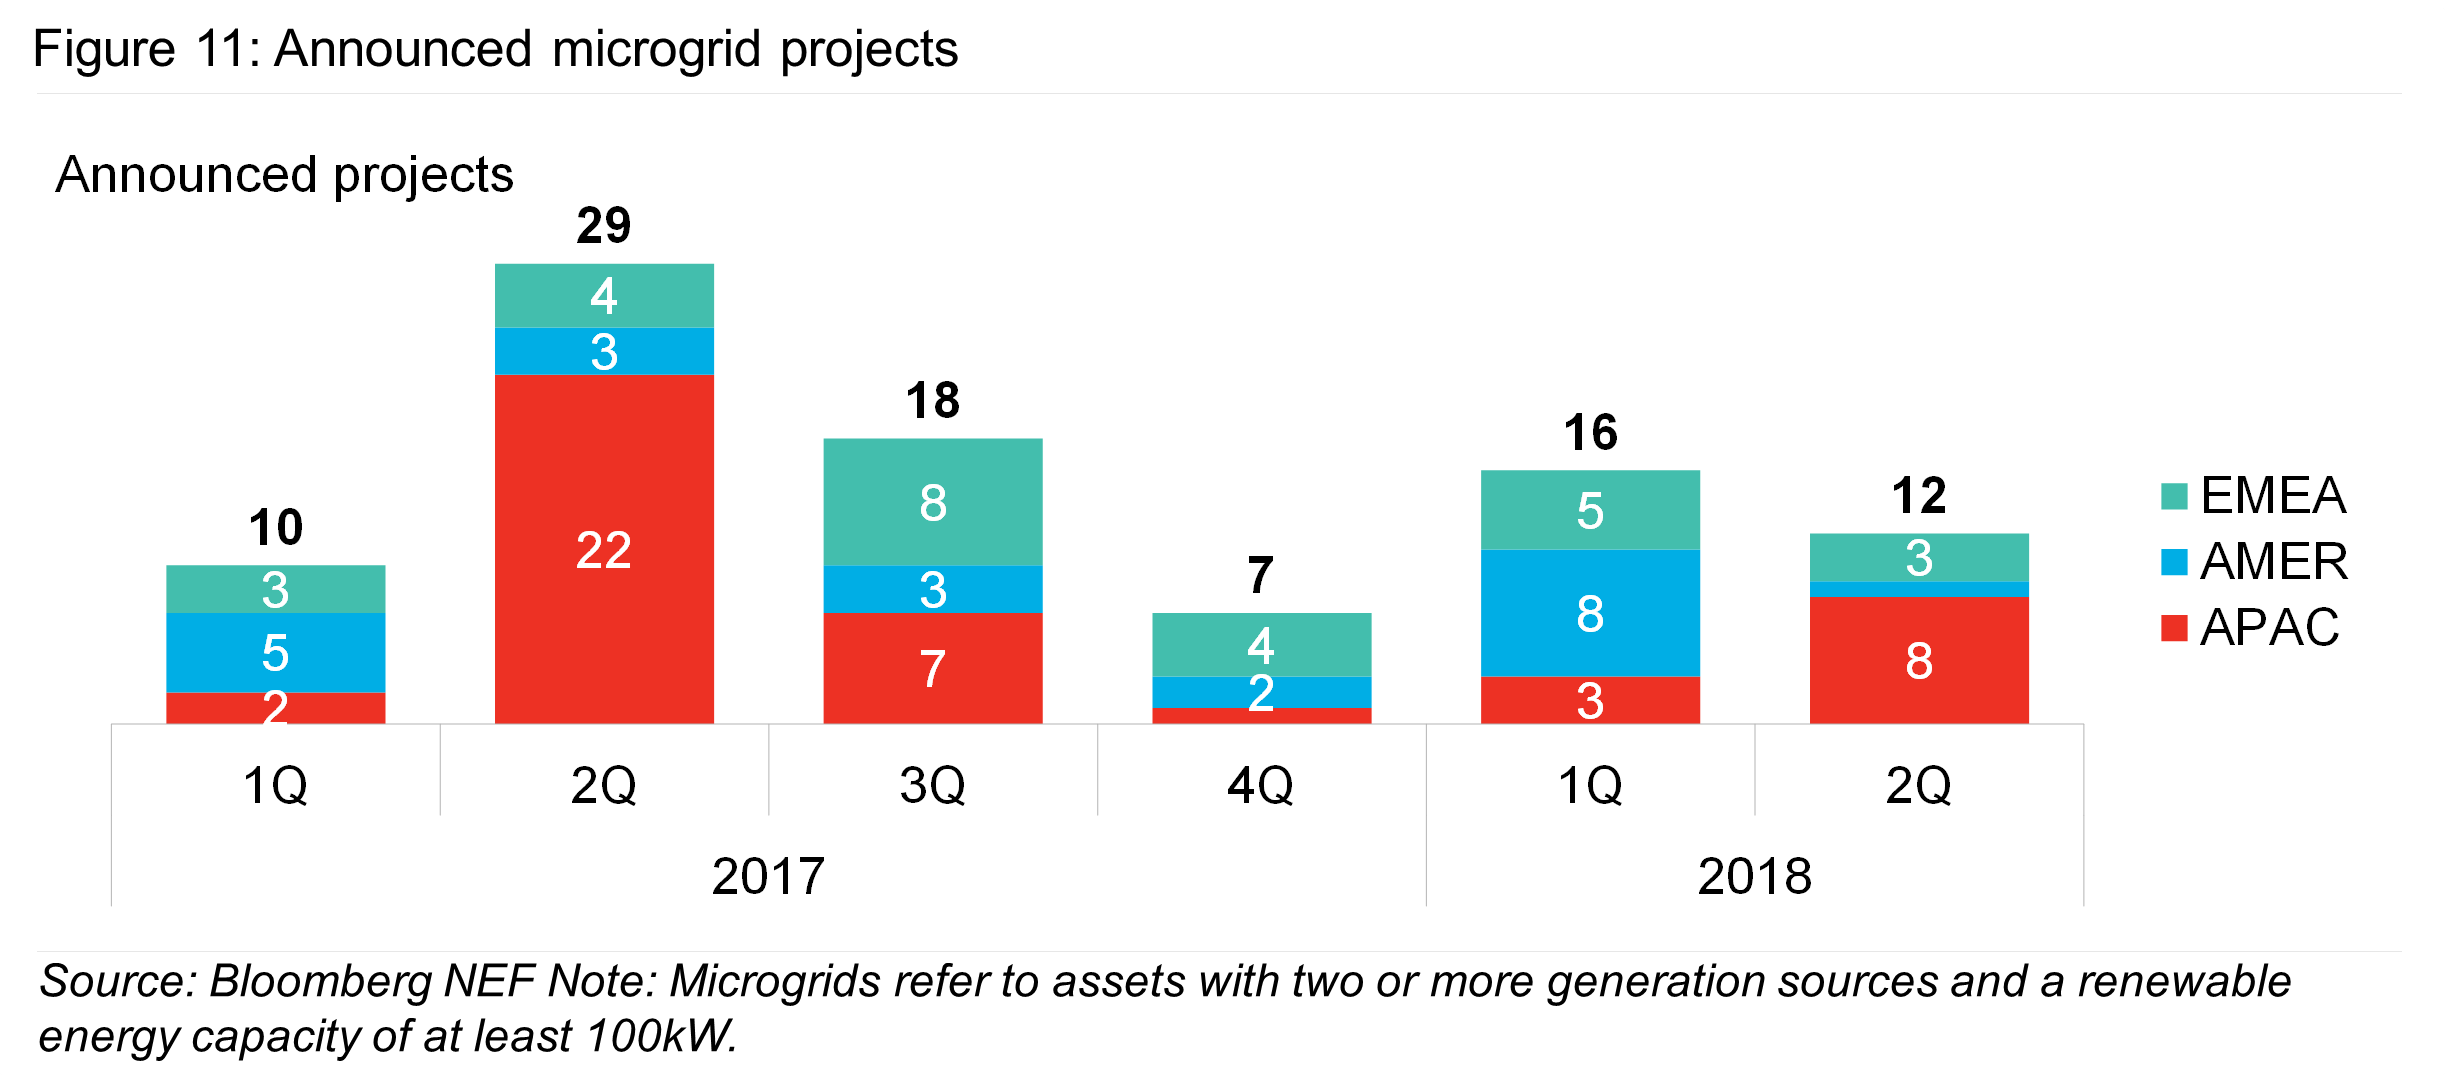 Figure 11: Announced microgrid projects
Announced projects
29
4
3
22
18
8
3
7
10
3
5
2
7
4
2
16
5
8
3
12
3
8
EMEA
AMER
APAC
1Q 2Q 3Q 4Q 1Q 2Q
2017 2018
Source: Bloomberg NEF Note: Microgrids refer to assets with two or more generation sources and a renewable
energy capacity of at least 100kW.